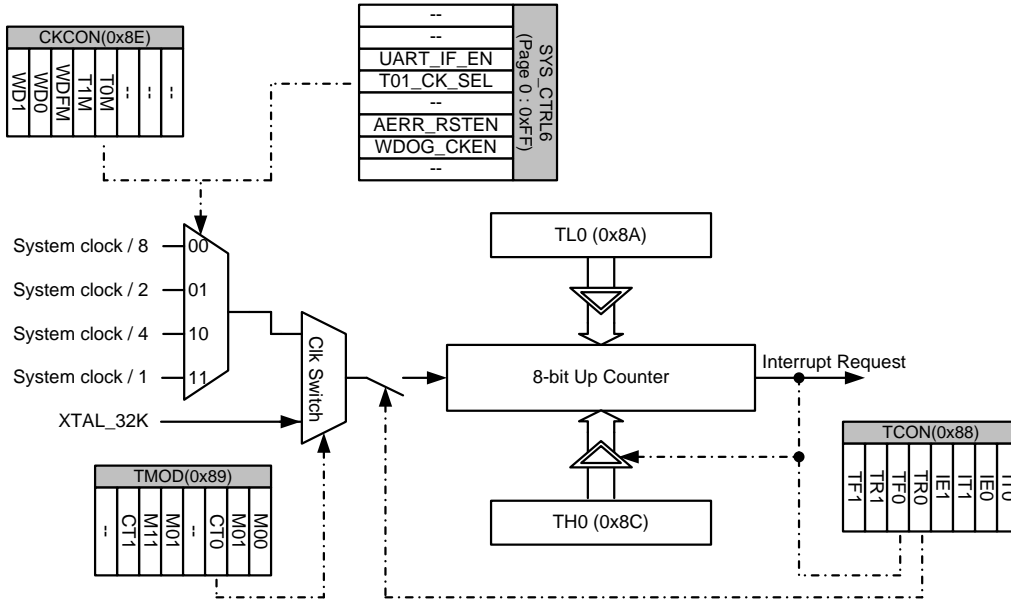 CKCON(0x8E)
WD1
WD0
WDFM
T1M
T0M
--
--
--
--
--
UART_IF_EN
T01_CK_SEL
--
AERR_RSTEN
WDOG_CKEN
--
SYS_CTRL6
(Page 0 : 0xFF)
System clock / 8
00
System clock / 2
01
System clock / 4
10
System clock / 1
11
XTAL_32K
Clk Switch
TL0 (0x8A)
8-bit Up Counter
Interrupt Request
TH0 (0x8C)
TMOD(0x89)
--
CT1
M11
M01
--
CT0
M01
M00
TCON(0x88)
TF1
TR1
TF0
TR0
IE1
IT1
IE0
IT0